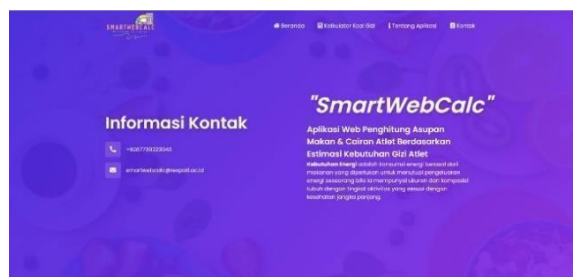 SMARTWEBCALC
Beranda Kalkulator Kool Gizi Tentang Aplikasi Kontak
"SmartWebCalc"
Informasi Kontak
Aplikasi Web Penghitung Asupan
Makan & Cairan Atlet Berdasarkan
Estimasi Kebutuhan Gizi Atlet
Kebutuhan Energi adalah konsumsi energi berasal dari
makanan yang diperlukan untuk menutupi pengeluaran
energi seseorang bila ia mempunyai ukuran dan komposisi
tubuh dengan tingkat aktivitas yang sesuai dengan
kesehatan jangka panjang.